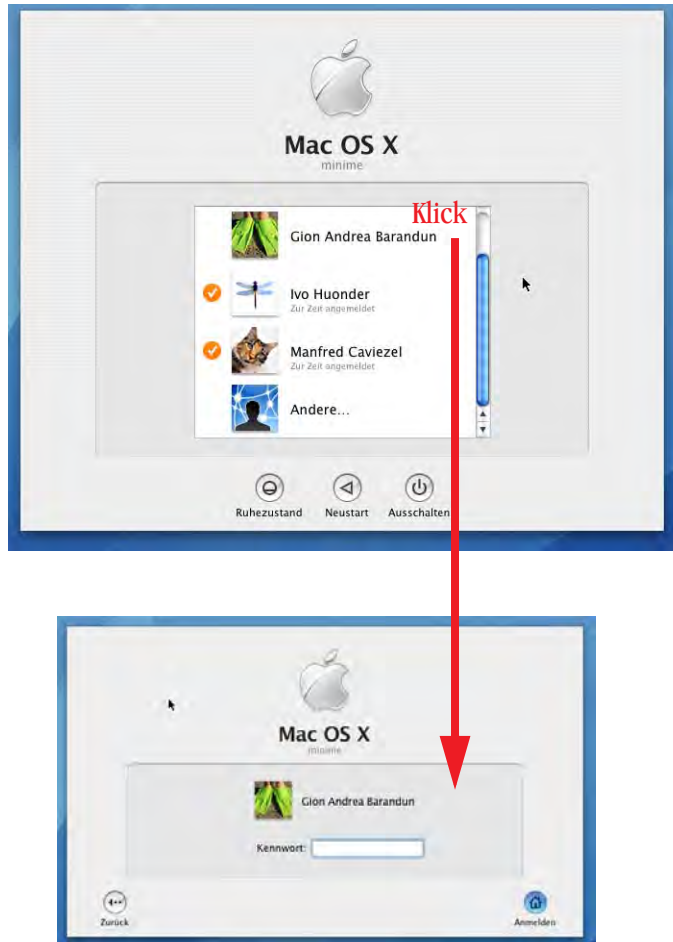 Mac OS X
minime
Klick
Gion Andrea Barandun
Ivo Huonder
Zur Zeit angemeldet
Manfred Caviezel
Zur Zeit angemeldet
Andere...
Ruhezustand Neustart Ausschalten
Mac OS X
minime
Gion Andrea Barandun
Kennwort:
Zurück Anmelden